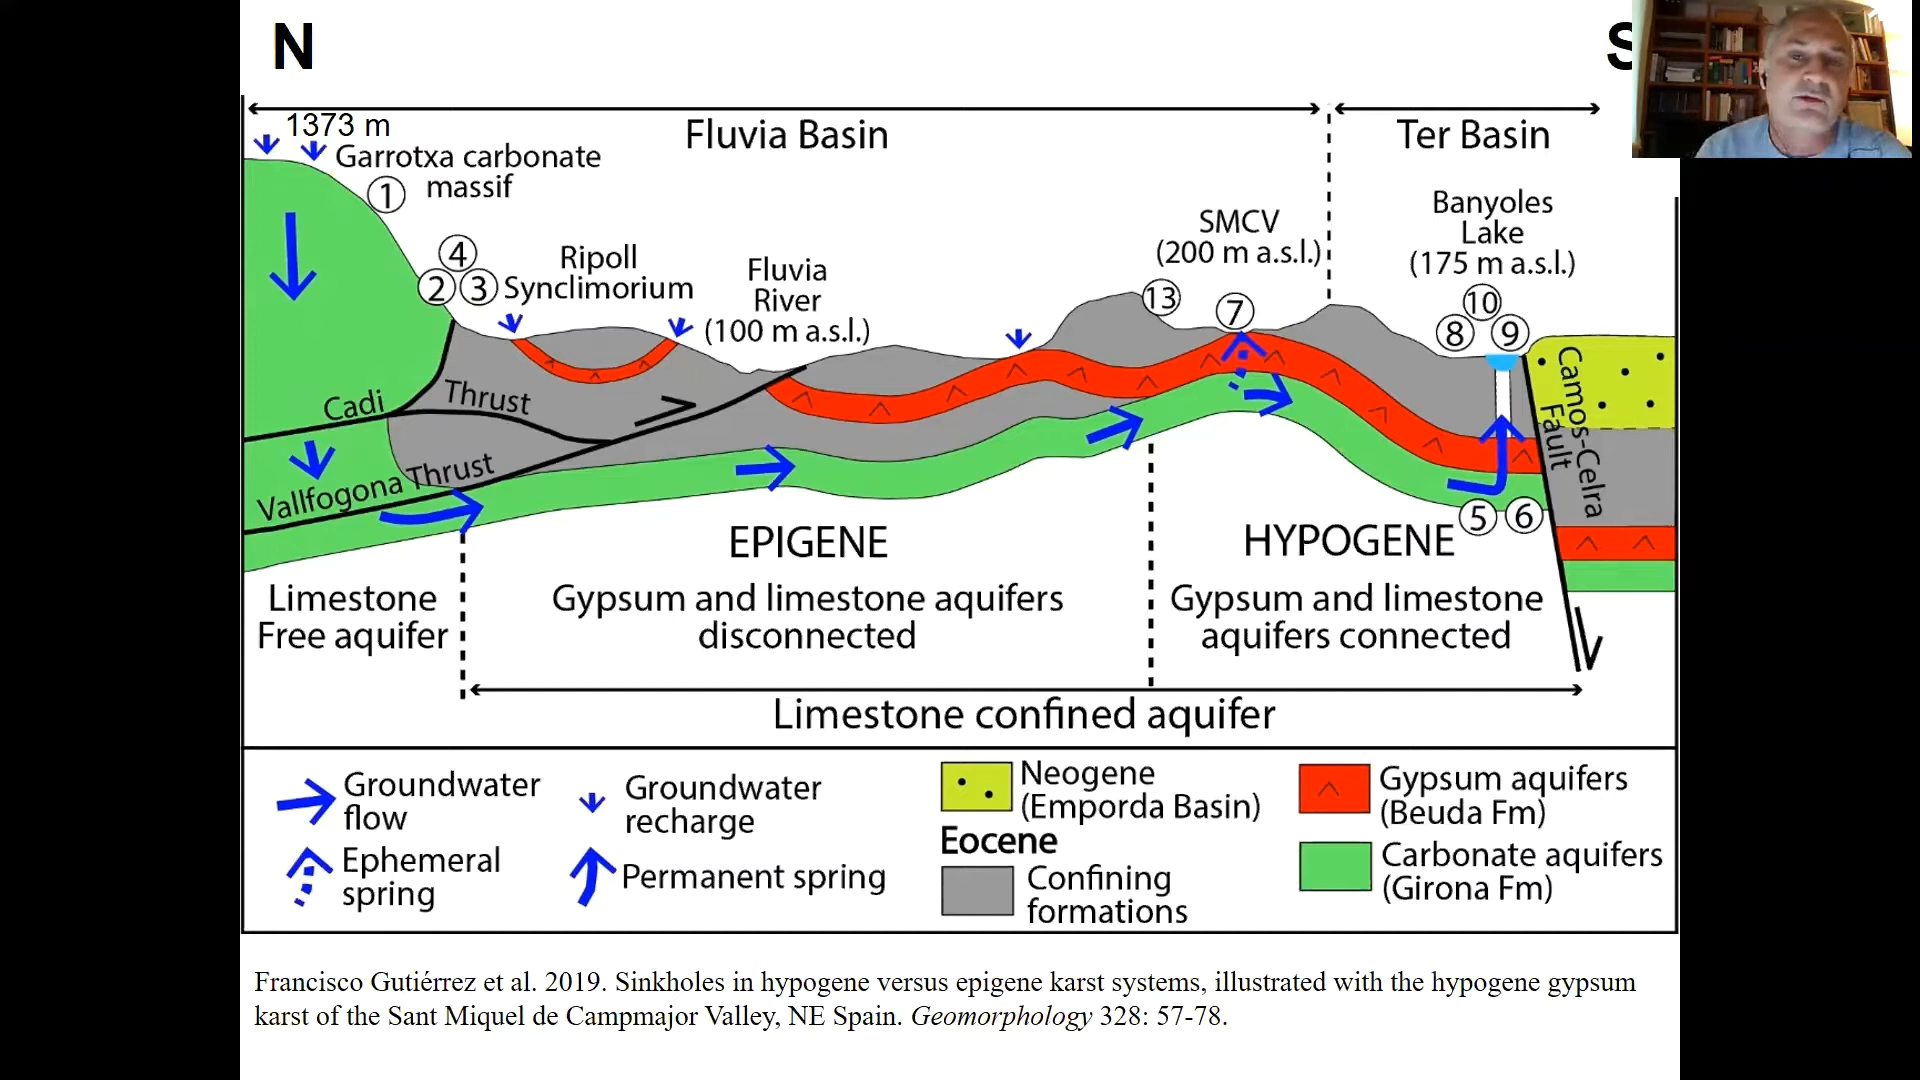 N
S
Fluvia Basin
Ter Basin
1373 m
Garrotxa carbonate
massif
1
4
2 3
Ripoll
Synclimorium
Fluvia
River
(100 m a.s.l.)
13
SMCV
(200 m a.s.l.)
7
Banyoles
Lake
(175 m a.s.l.)
10
8 9
Camos-Celra
Fault
Cadi Thrust
Vallfogona Thrust
5 6
EPIGENE
HYPOGENE
Limestone
Free aquifer
Gypsum and limestone aquifers
disconnected
Gypsum and limestone
aquifers connected
Limestone confined aquifer
Groundwater
flow
Groundwater
recharge
Ephemeral
spring
Permanent spring
Neogene
(Emporda Basin)
Eocene
Confining
formations
Gypsum aquifers
(Beuda Fm)
Carbonate aquifers
(Girona Fm)
Francisco Gutiérrez et al. 2019. Sinkholes in hypogene versus epigene karst systems, illustrated with the hypogene gypsum
karst of the Sant Miquel de Campmajor Valley, NE Spain. Geomorphology 328: 57-78.